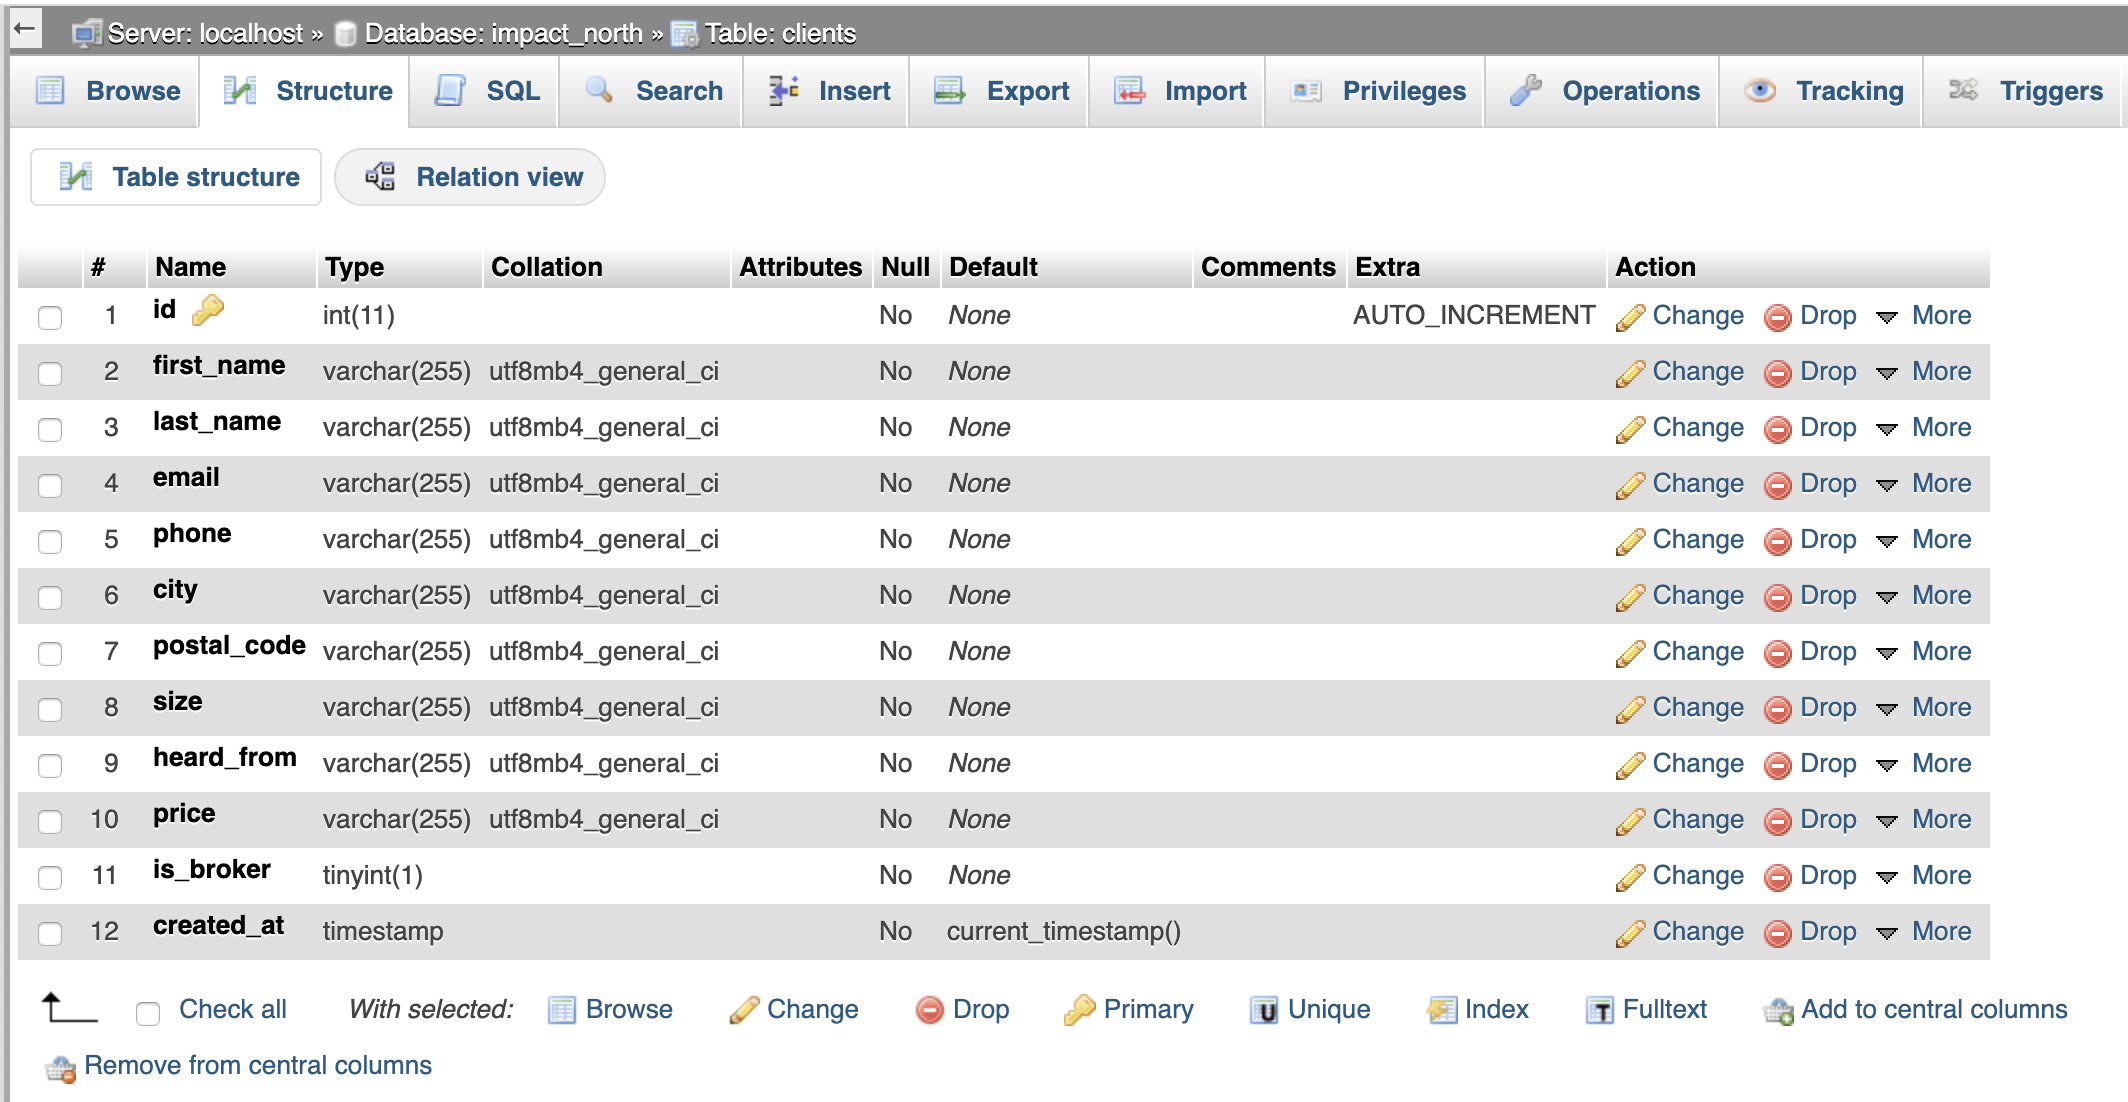 ← Server: localhost » Database: impact_north » Table: clients
Browse Structure SQL Search Insert Export Import Privileges Operations Tracking Triggers
Table structure Relation view
# Name Type Collation Attributes Null Default Comments Extra Action
1 id int(11) No None AUTO_INCREMENT Change Drop More
2 first_name varchar(255) utf8mb4_general_ci No None Change Drop More
3 last_name varchar(255) utf8mb4_general_ci No None Change Drop More
4 email varchar(255) utf8mb4_general_ci No None Change Drop More
5 phone varchar(255) utf8mb4_general_ci No None Change Drop More
6 city varchar(255) utf8mb4_general_ci No None Change Drop More
7 postal_code varchar(255) utf8mb4_general_ci No None Change Drop More
8 size varchar(255) utf8mb4_general_ci No None Change Drop More
9 heard_from varchar(255) utf8mb4_general_ci No None Change Drop More
10 price varchar(255) utf8mb4_general_ci No None Change Drop More
11 is_broker tinyint(1) No None Change Drop More
12 created_at timestamp No current_timestamp() Change Drop More
Check all With selected: Browse Change Drop Primary Unique Index Fulltext Add to central columns
Remove from central columns